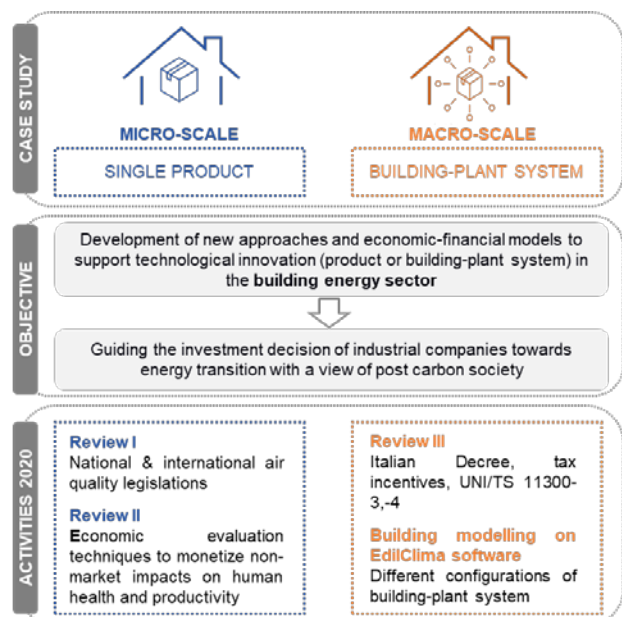 CASE STUDY
MICRO-SCALE
SINGLE PRODUCT
MACRO-SCALE
BUILDING-PLANT SYSTEM
OBJECTIVE
Development of new approaches and economic-financial models to
support technological innovation (product or building-plant system) in
the building energy sector
Guiding the investment decision of industrial companies towards
energy transition with a view of post carbon society
ACTIVITIES 2020
Review I
National & international air
quality legislations
Review II
Economic evaluation
techniques to monetize non-
market impacts on human
health and productivity
Review III
Italian Decree, tax
incentives, UNI/TS 11300-
3,-4
Building modelling on
EdilClima software
Different configurations of
building-plant system